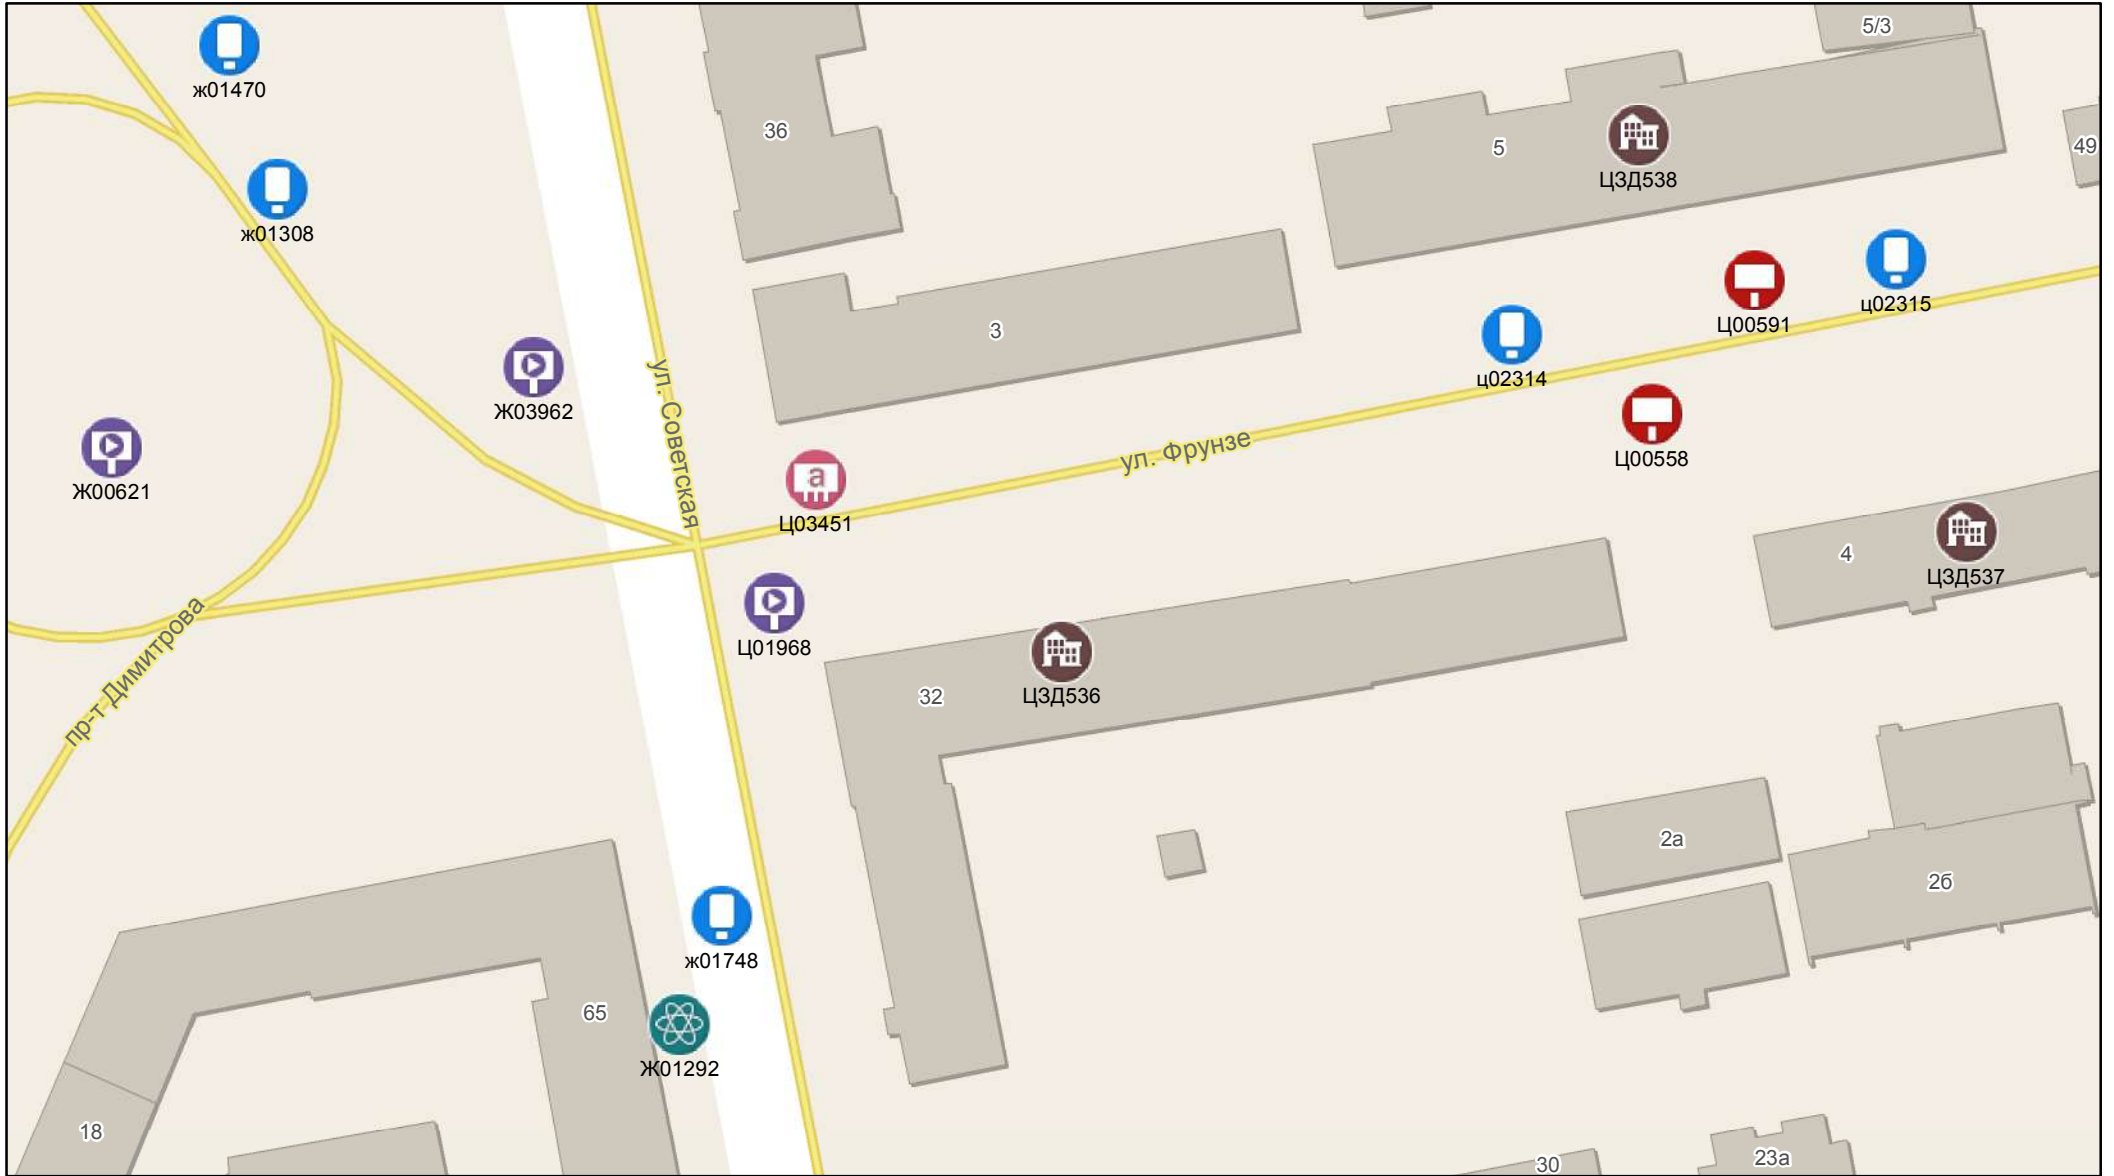 5/3
ж01470
36
5
49
ЦЗД538
ж01308
Ц00591
ц02315
3
ц02314
Ж03962
ул. Советская
ул. Фрунзе
Ц00558
а
Ж00621
Ц03451
4
ЦЗД537
Ц01968
пр-т Димитрова
32
ЦЗД536
2а
2б
ж01748
65
Ж01292
18
30
23а